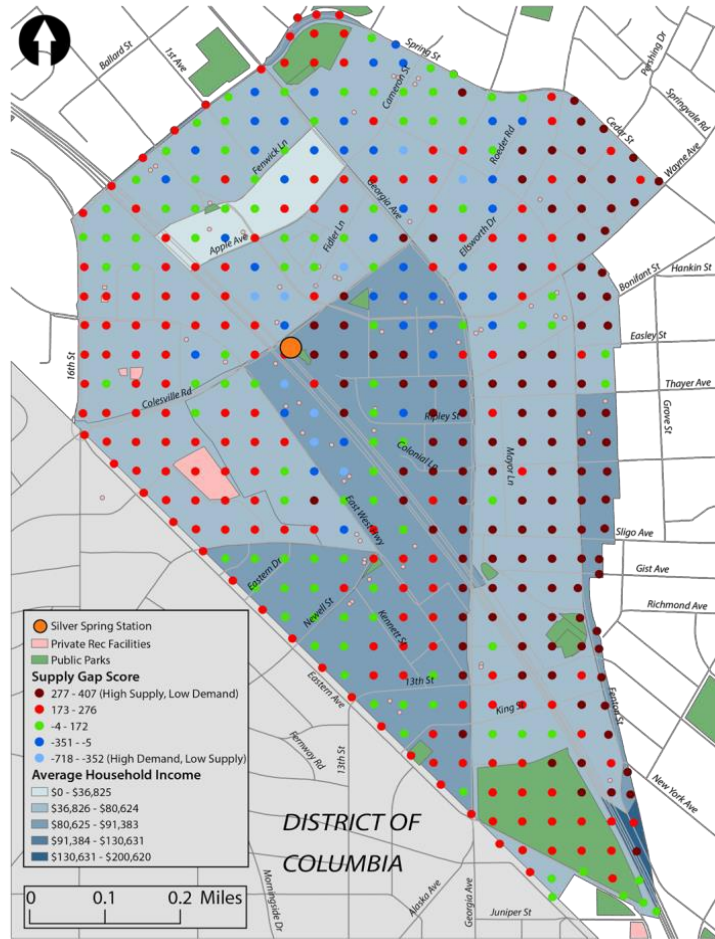 Spring St
Ballard St
1st Ave
Cameron St
Pershing Dr
Springvale Rd
Cedar St
Wayne Ave
Fenwick Ln
Roeder Rd
Georgia Ave
Apple Ave
Fidler Ln
Ellsworth Dr
Bonifant St
Hankin St
Easley St
16th St
Colesville Rd
Thayer Ave
Grove St
Ripley St
Colonial Ln
Mayor Ln
East West Hwy
Sligo Ave
Eastern Dr
Gist Ave
Newell St
Kennett St
Richmond Ave
Eastern Ave
13th St
Fenton St
King St
Fernway Rd
13th St
New York Ave
Silver Spring Station
Private Rec Facilities
Public Parks
Supply Gap Score
277 - 407 (High Supply, Low Demand)
173 - 276
-4 - 172
-351 - -5
-718 - -352 (High Demand, Low Supply)
Average Household Income
$0 - $36,825
$36,826 - $80,624
$80,625 - $91,383
$91,384 - $130,631
$130,631 - $200,620
DISTRICT OF
COLUMBIA
0 0.1 0.2 Miles
Morningside Dr
Alaska Ave
Georgia Ave
Juniper St